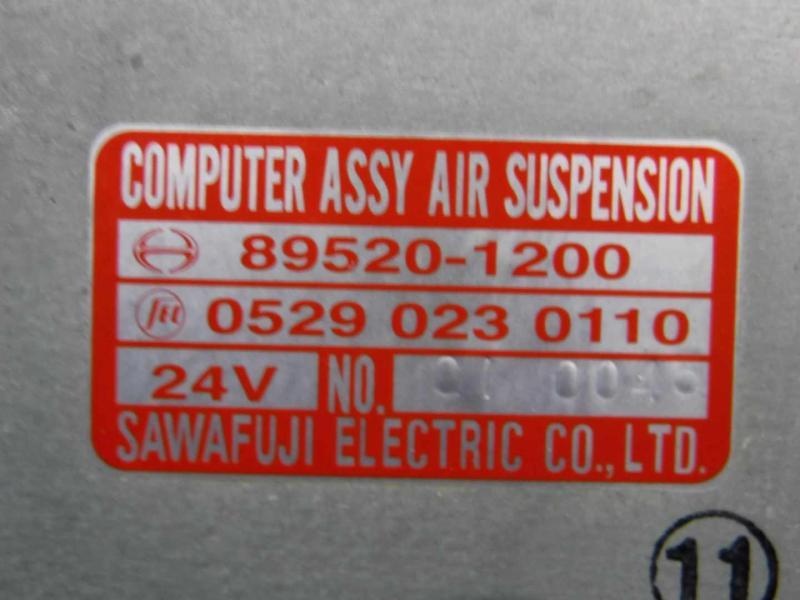 COMPUTER ASSY AIR SUSPENSION
89520-1200
0529 023 0110
24V NO.
SAWAFUJI ELECTRIC CO., LTD.
11